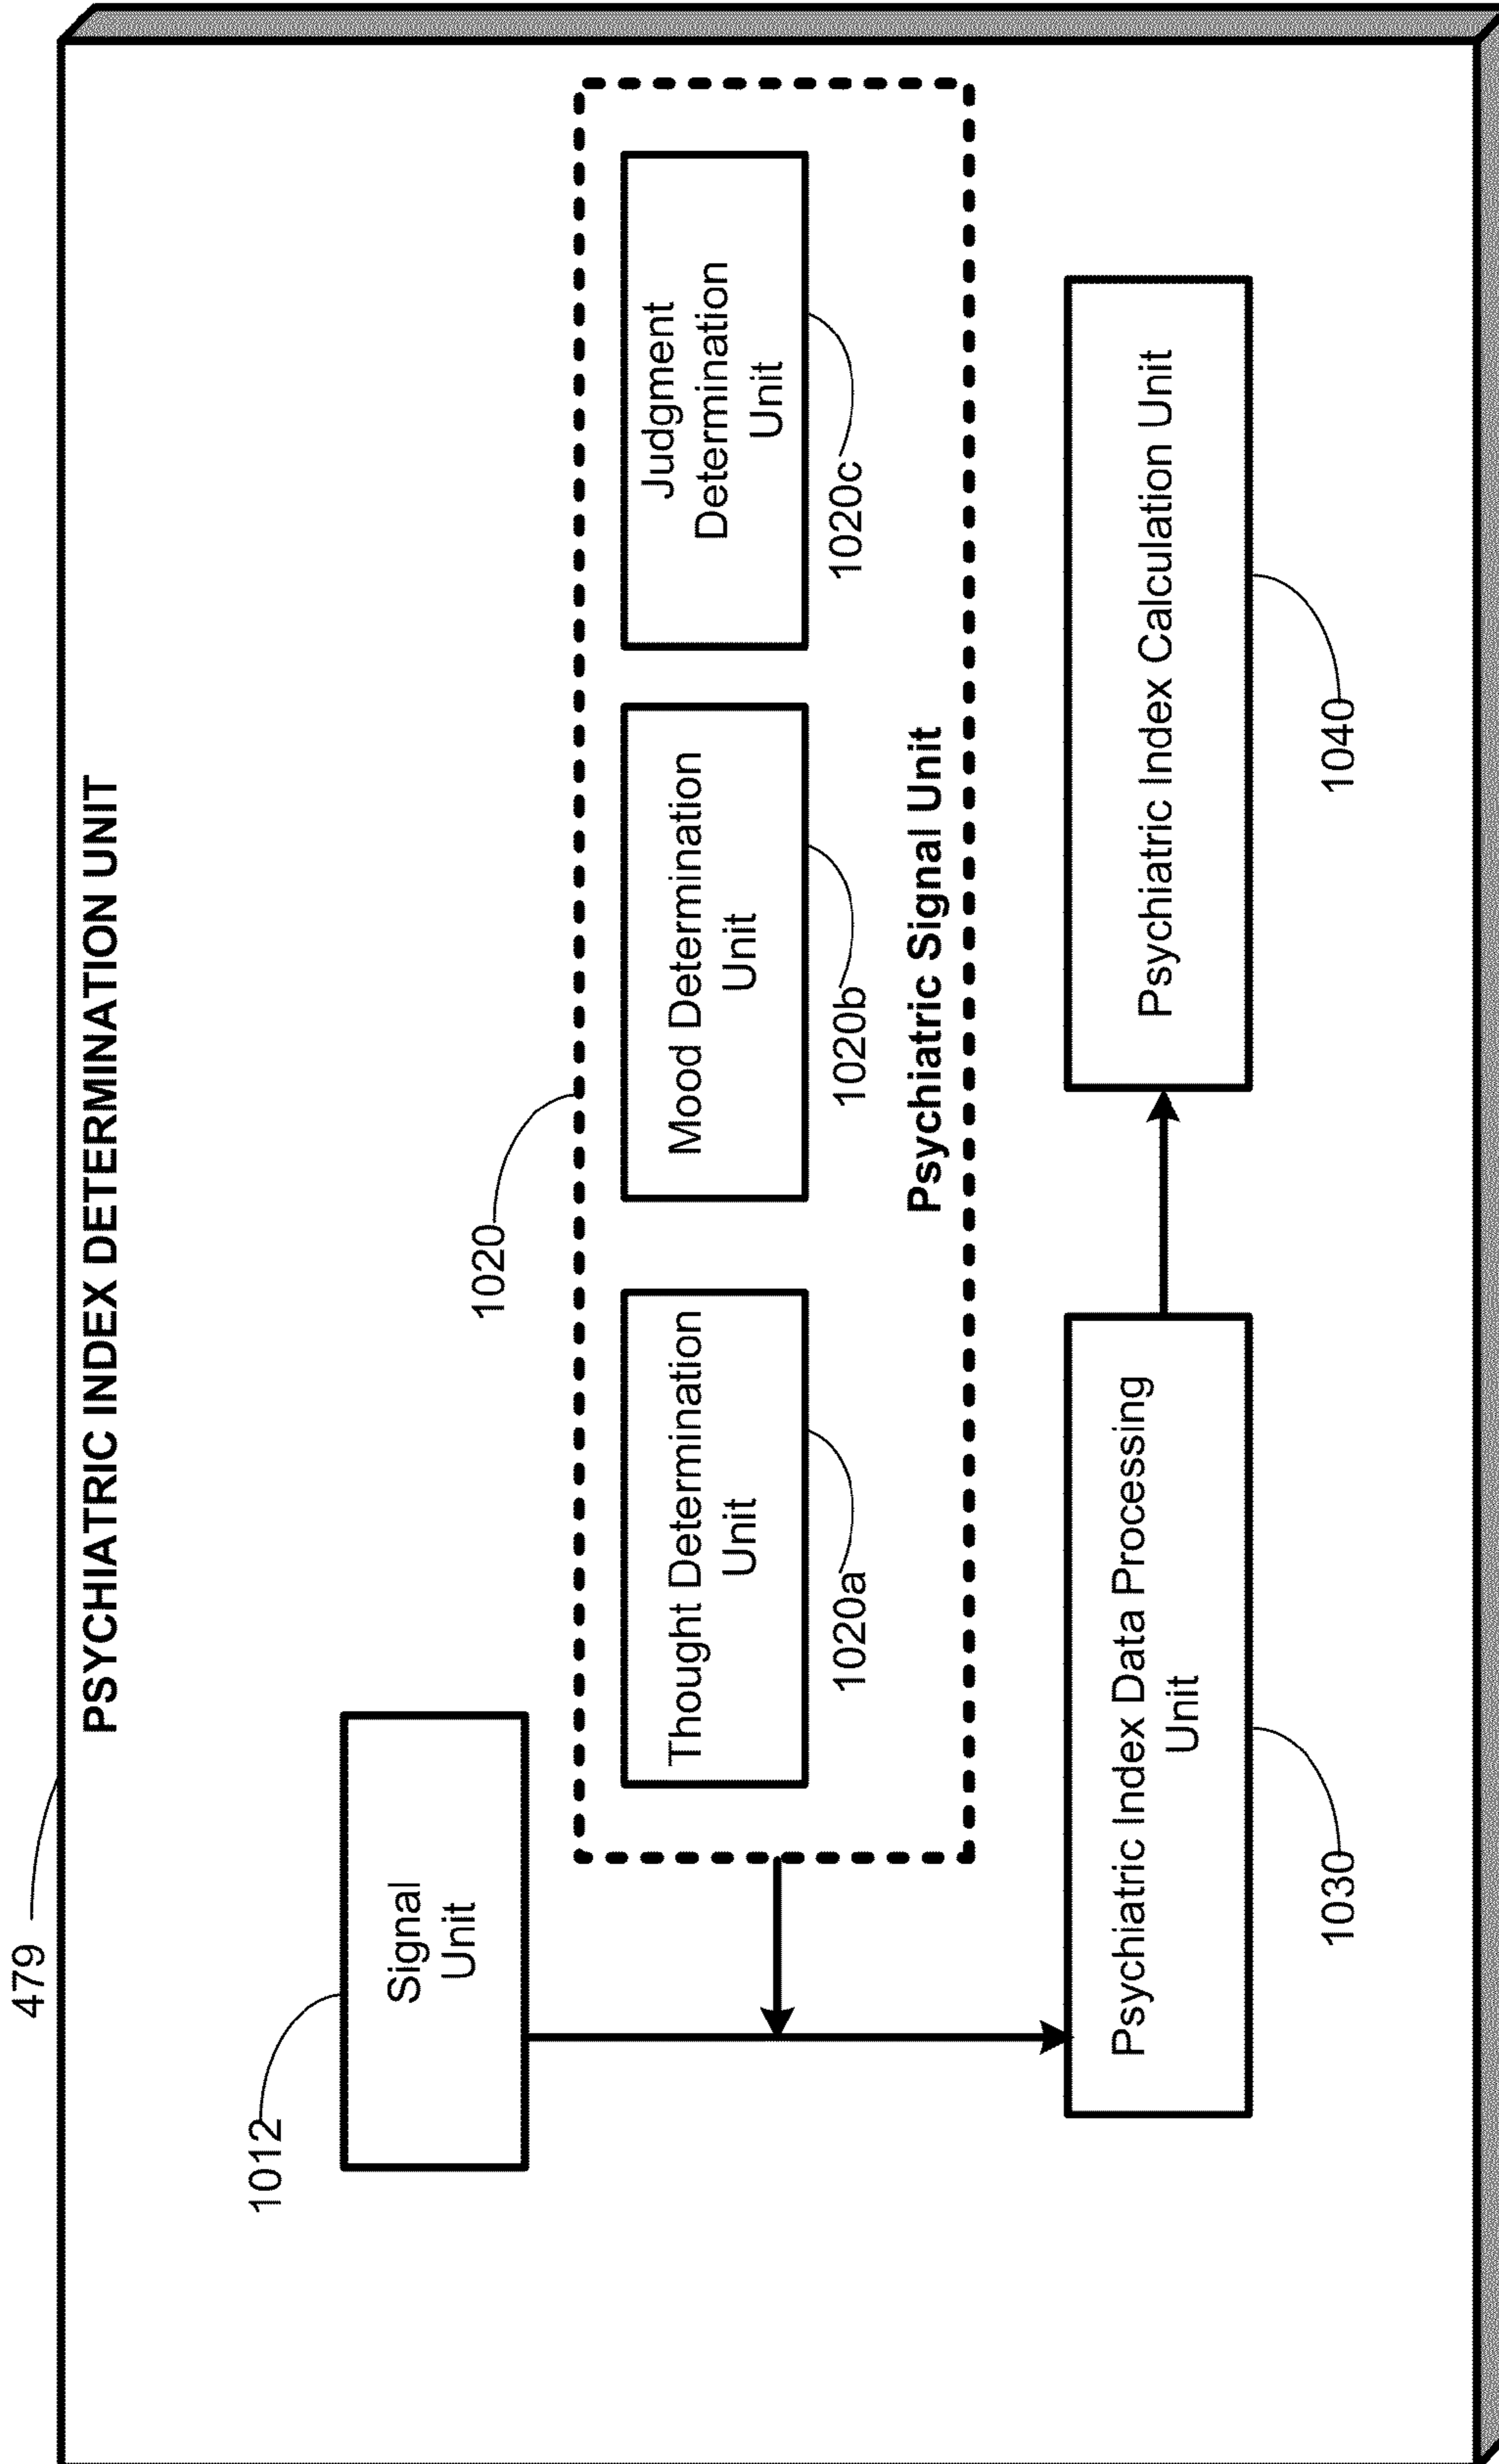 479
PSYCHIATRIC INDEX DETERMINATION UNIT
1012
Signal
Unit
1020
Thought Determination
Unit
1020a
Mood Determination
Unit
1020b
Judgment
Determination
Unit
1020c
Psychiatric Signal Unit
Psychiatric Index Data Processing
Unit
1030
Psychiatric Index Calculation Unit
1040